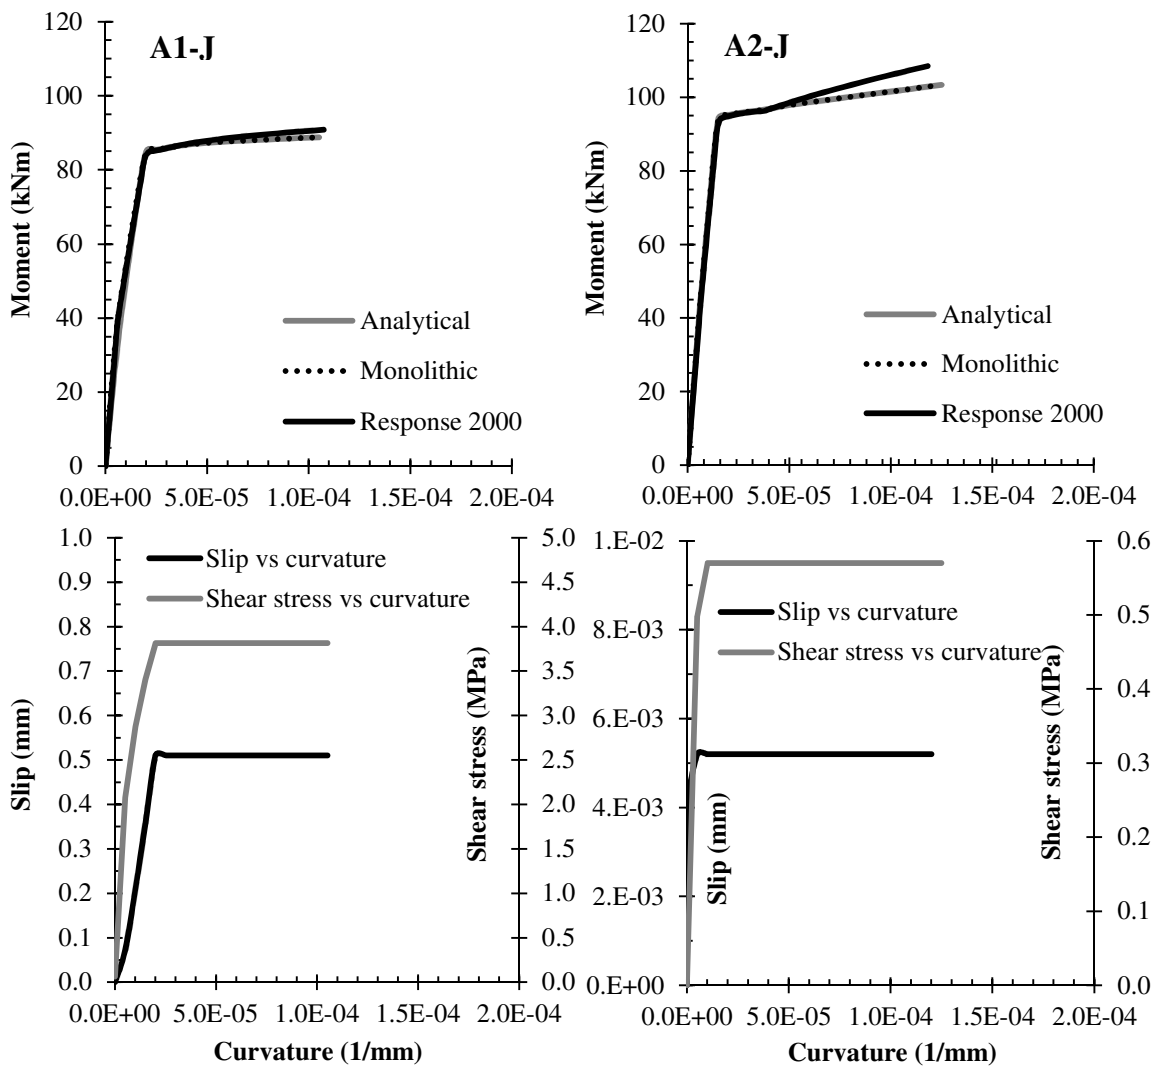 A1-J
Moment (kNm)
120
100
80
60
40
20
0
Analytical
Monolithic
Response 2000
0.0E+00 5.0E-05 1.0E-04 1.5E-04 2.0E-04
A2-J
Moment (kNm)
120
100
80
60
40
20
0
Analytical
Monolithic
Response 2000
0.0E+00 5.0E-05 1.0E-04 1.5E-04 2.0E-04
Slip (mm)
1.0
0.9
0.8
0.7
0.6
0.5
0.4
0.3
0.2
0.1
0.0
Slip vs curvature
Shear stress vs curvature
Shear stress (MPa)
5.0
4.5
4.0
3.5
3.0
2.5
2.0
1.5
1.0
0.5
0.0
0.0E+00 5.0E-05 1.0E-04 1.5E-04 2.0E-04
Curvature (1/mm)
1.E-02
8.E-03
6.E-03
4.E-03
2.E-03
0.E+00
Slip (mm)
Slip vs curvature
Shear stress vs curvature
Shear stress (MPa)
0.6
0.5
0.4
0.3
0.2
0.1
0.0
0.0E+00 5.0E-05 1.0E-04 1.5E-04 2.0E-04
Curvature (1/mm)